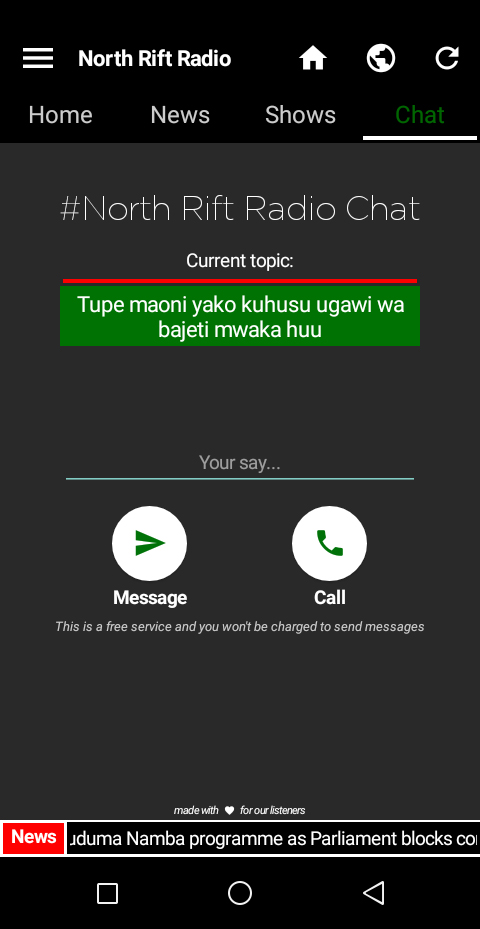 North Rift Radio
Home News Shows Chat
#North Rift Radio Chat
Current topic:
Tupe maoni yako kuhusu ugawi wa
bajeti mwaka huu
Your say...
Message Call
This is a free service and you won't be charged to send messages
made with for our listeners
News uduma Namba programme as Parliament blocks